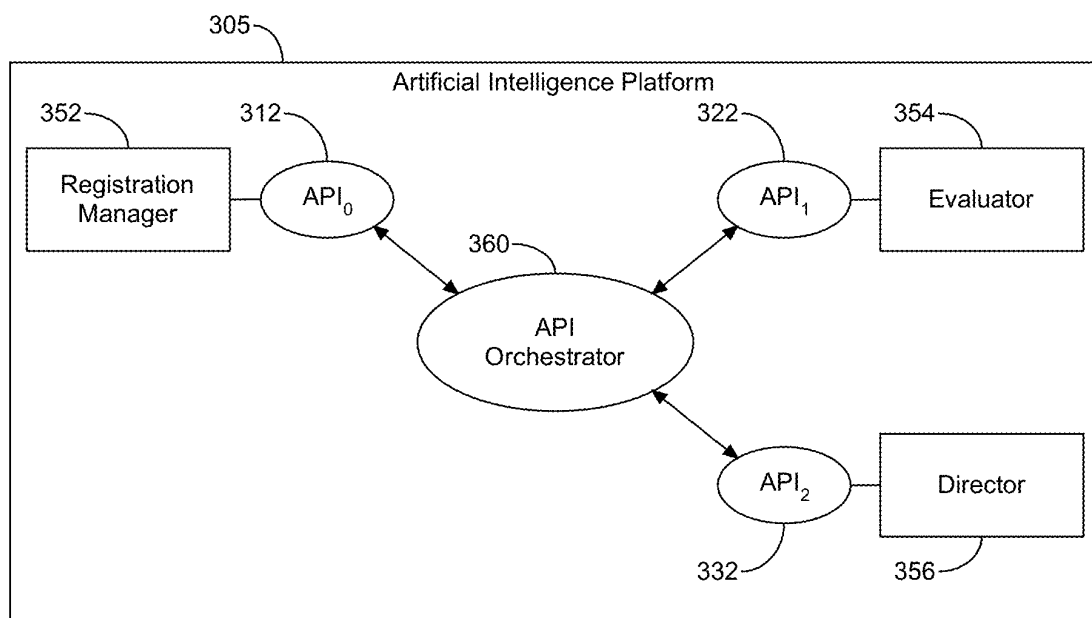 305
Artificial Intelligence Platform
352
312
322
354
Registration
Manager
API₀
API₁
Evaluator
360
API
Orchestrator
API₂
Director
332
356